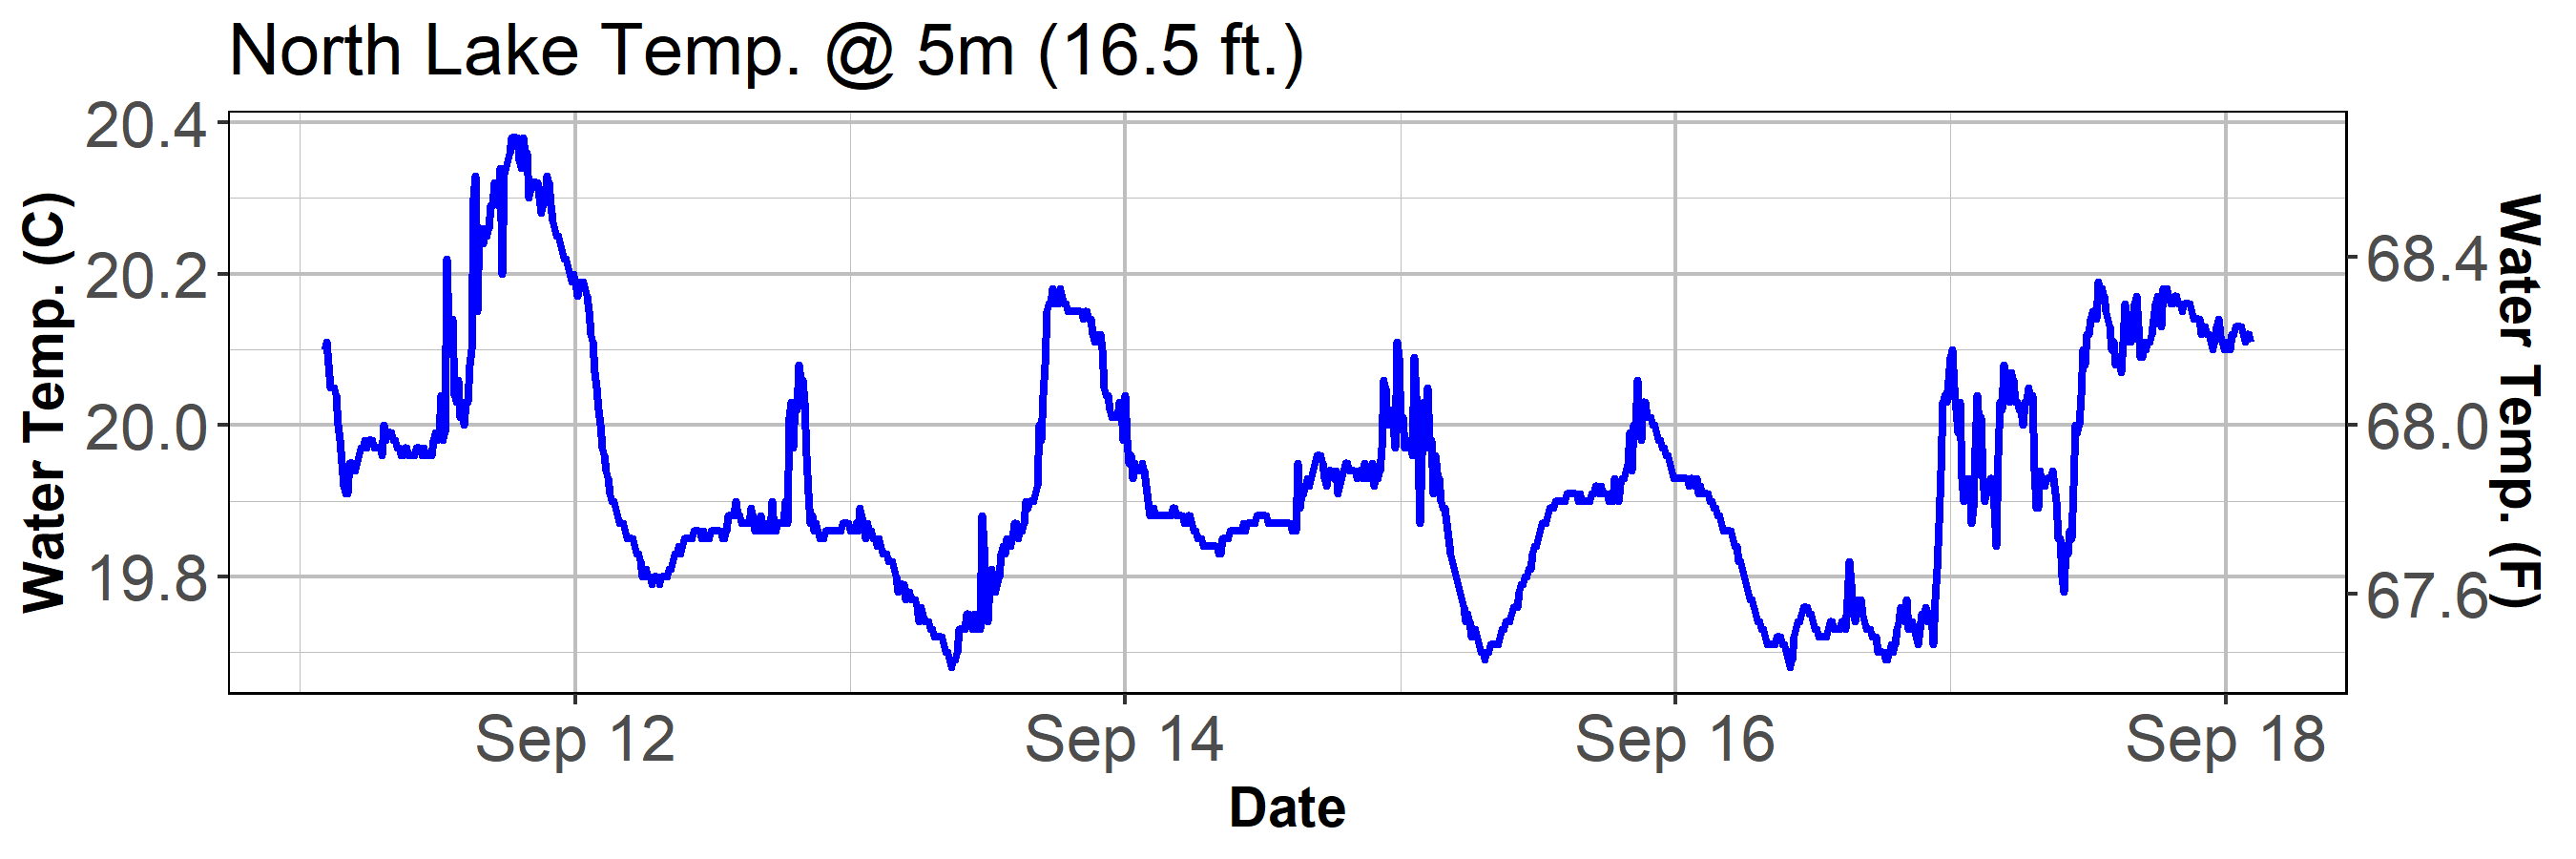 North Lake Temp. @ 5m (16.5 ft.)
Water Temp. (C)
20.4
20.2
20.0
19.8
68.4
68.0
67.6
Water Temp. (F)
Sep 12 Sep 14 Sep 16 Sep 18
Date